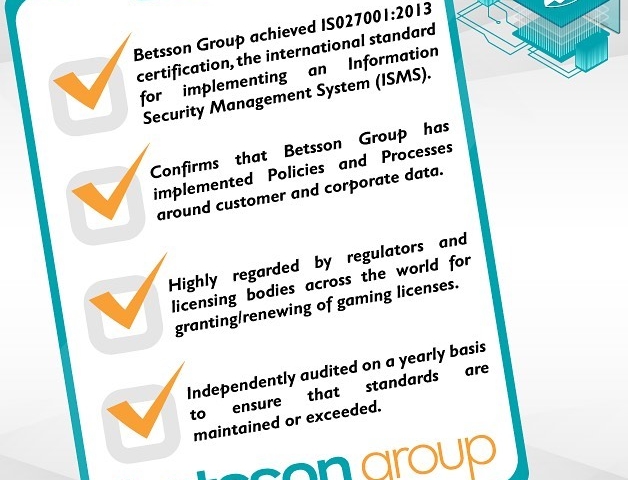 Betsson Group achieved ISO27001:2013
certification, the international standard
for implementing an Information
Security Management System (ISMS).
Confirms that Betsson Group has
implemented Policies and Processes
around customer and corporate data.
Highly regarded by regulators and
licensing bodies across the world for
granting/renewing of gaming licenses.
Independently audited on a yearly basis
to ensure that standards are
maintained or exceeded.
betsson group